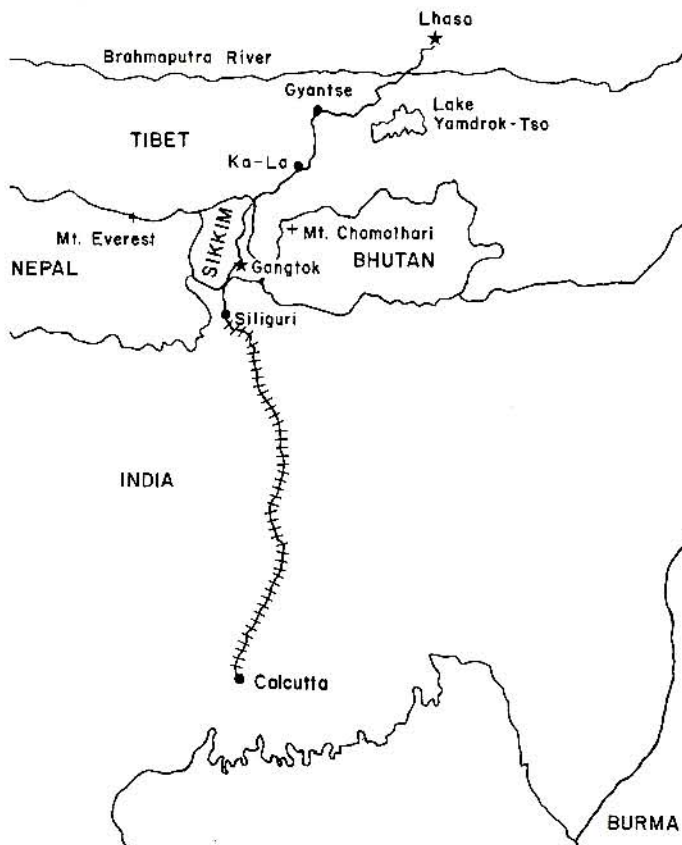 Lhasa
Brahmaputra River
Gyantse
Lake
Yamdrok-Tso
TIBET
Ka-La
Mt. Everest
SIKKIM
Mt. Chomolhari
NEPAL
Gangtok
BHUTAN
Siliguri
INDIA
Calcutta
BURMA